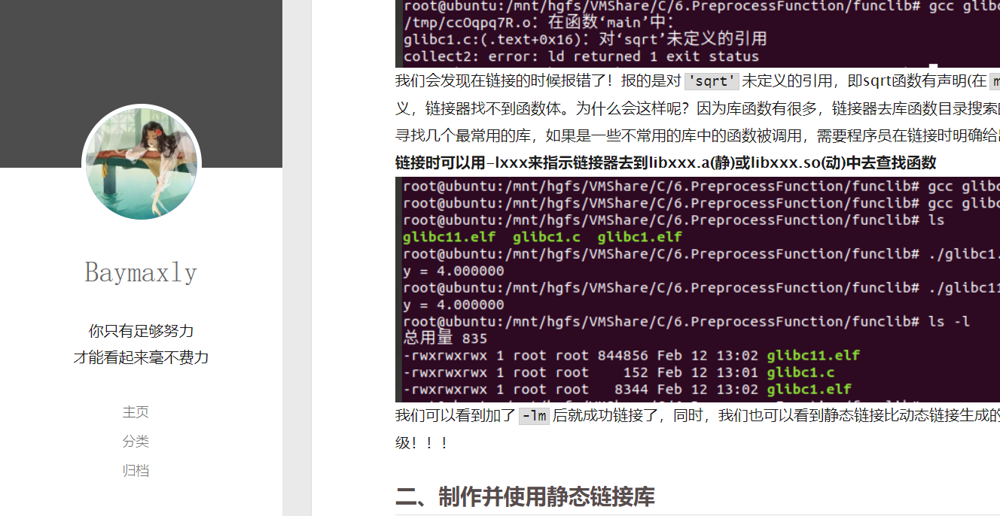 Baymaxly
你只有足够努力
才能看起来毫不费力
主页
分类
归档
root@ubuntu:/mnt/hgfs/VMShare/C/6.PreprocessFunction/funclib# gcc glibc
/tmp/ccOqpq7R.o: 在函数‘main’中:
glibc1.c:(.text+0x16): 对‘sqrt’未定义的引用
collect2: error: ld returned 1 exit status
我们会发现在链接的时候报错了！报的是对 'sqrt' 未定义的引用，即sqrt函数有声明(在
义，链接器找不到函数体。为什么会这样呢？因为库函数有很多，链接器去库函数目录搜索
寻找几个最常用的库，如果是一些不常用的库中的函数被调用，需要程序员在链接时明确给
链接时可以用-lxxx来指示链接器去到libxxx.a(静)或libxxx.so(动)中去查找函数
root@ubuntu:/mnt/hgfs/VMShare/C/6.PreprocessFunction/funclib# gcc glibc
root@ubuntu:/mnt/hgfs/VMShare/C/6.PreprocessFunction/funclib# gcc glibc
root@ubuntu:/mnt/hgfs/VMShare/C/6.PreprocessFunction/funclib# ls
glibc11.elf glibc1.c glibc1.elf
root@ubuntu:/mnt/hgfs/VMShare/C/6.PreprocessFunction/funclib# ./glibc1.
y = 4.000000
root@ubuntu:/mnt/hgfs/VMShare/C/6.PreprocessFunction/funclib# ./glibc11
y = 4.000000
root@ubuntu:/mnt/hgfs/VMShare/C/6.PreprocessFunction/funclib# ls -l
总用量 835
-rwxrwxrwx 1 root root 844856 Feb 12 13:02 glibc11.elf
-rwxrwxrwx 1 root root 152 Feb 12 13:01 glibc1.c
-rwxrwxrwx 1 root root 8344 Feb 12 13:02 glibc1.elf
我们可以看到加了 -lm 后就成功链接了，同时，我们也可以看到静态链接比动态链接生成的
级！！！
二、制作并使用静态链接库